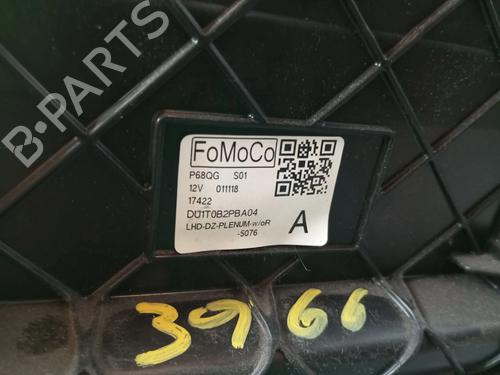 B-PARTS
FoMoCo
P68QG S01
12V 011118
17422
DU1T0B2PBA04
LHD-DZ-PLENUM-w/oR
-5076
A
3966